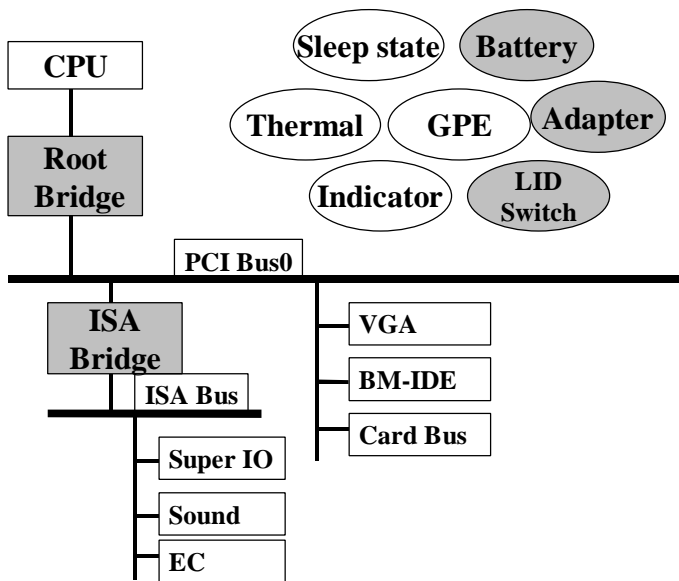 Sleep state
Battery
CPU
Thermal
GPE
Adapter
Root
Bridge
Indicator
LID
Switch
PCI Bus0
ISA
Bridge
VGA
BM-IDE
ISA Bus
Card Bus
Super IO
Sound
EC